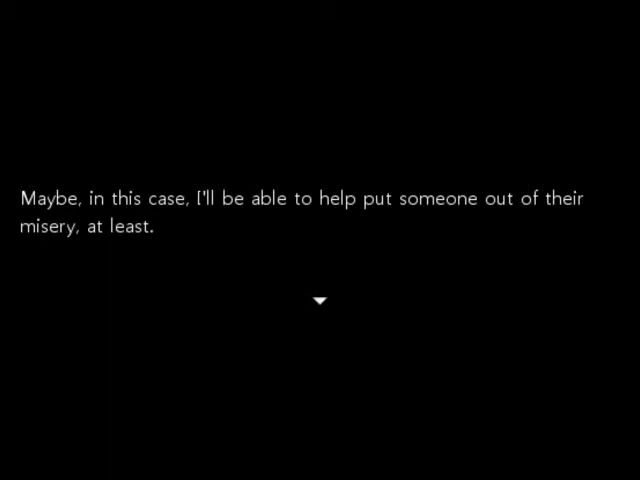 Maybe, in this case, I'll be able to help put someone out of their
misery, at least.